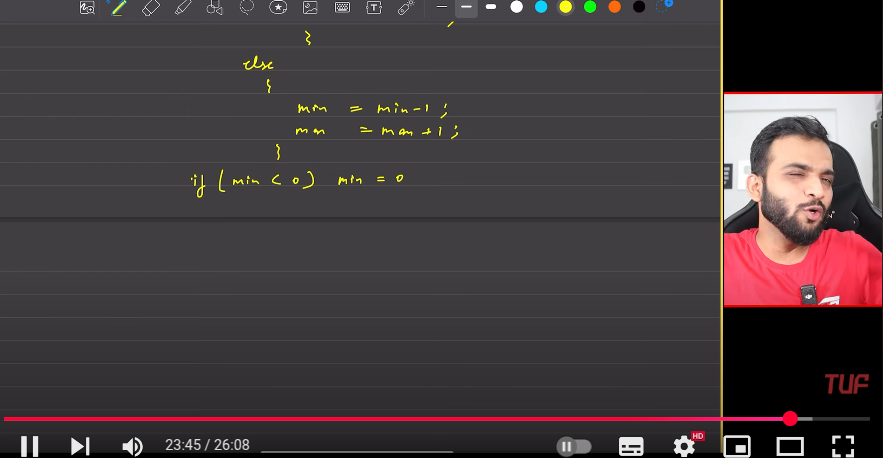 }
else
{
min = min-1;
max = max+1;
}
if (min < 0) min = 0
TUF
23:45 / 26:08
HD